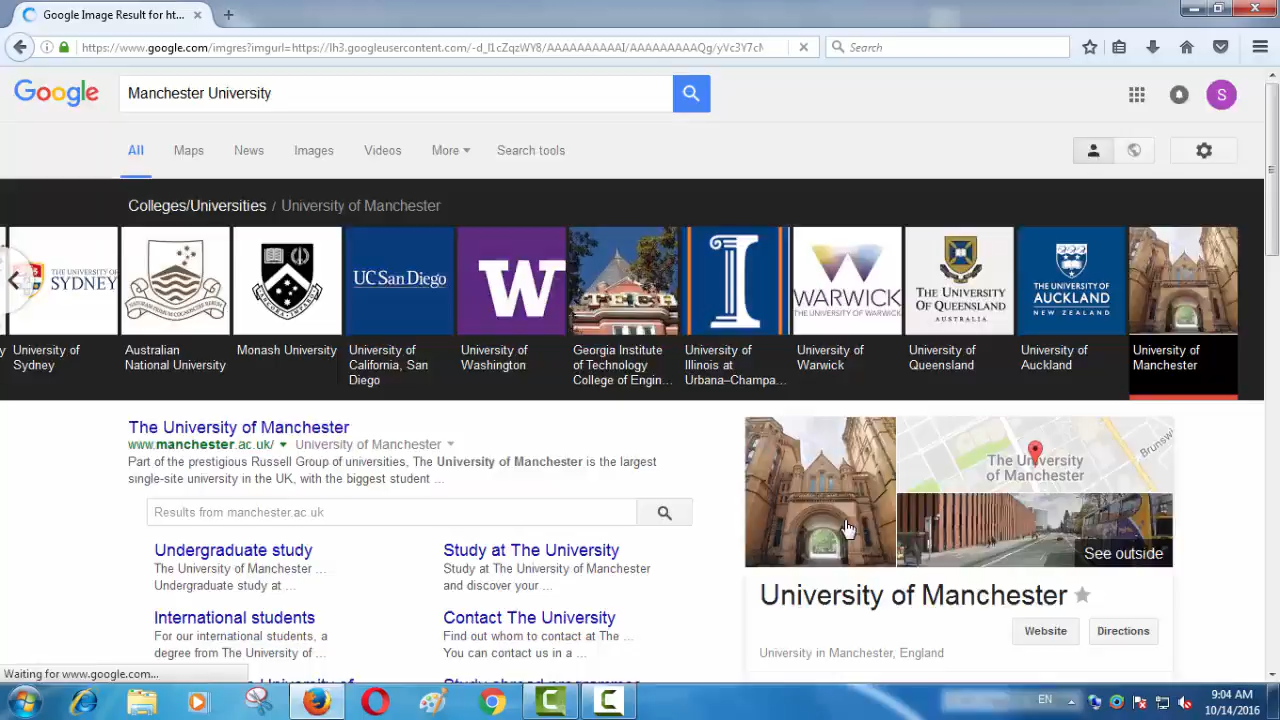 Google Image Result for ht...
https://www.google.com/imgres?imgurl=https://lh3.googleusercontent.com/-d_l1cZqzWY8/AAAAAAAAAAI/AAAAAAAAAQg/yVc3Y7cM
Search
Google
Manchester University
S
All Maps News Images Videos More Search tools
Colleges/Universities / University of Manchester
THE UNIVERSITY OF
SYDNEY
UC San Diego
W
I
WARWICK
THE UNIVERSITY OF WARWICK
THE UNIVERSITY
OF QUEENSLAND
AUSTRALIA
THE UNIVERSITY OF
AUCKLAND
NEW ZEALAND
y
University of
Sydney
Australian
National University
Monash University
University of
California, San
Diego
University of
Washington
Georgia Institute
of Technology
College of Engin...
University of
Illinois at
Urbana–Champa...
University of
Warwick
University of
Queensland
University of
Auckland
University of
Manchester
The University of Manchester
www.manchester.ac.uk/ University of Manchester
Part of the prestigious Russell Group of universities, The University of Manchester is the largest
single-site university in the UK, with the biggest student ...
Results from manchester.ac.uk
Undergraduate study
The University of Manchester ...
Undergraduate study at ...
Study at The University
Study at The University of Manchester
and discover your ...
International students
For our international students, a
degree from The University of ...
Contact The University
Find out whom to contact at The ...
You can contact us in a ...
The University
of Manchester
Brunsw
See outside
University of Manchester
Website
Directions
University in Manchester, England
Waiting for www.google.com...
EN
9:04 AM
10/14/2016